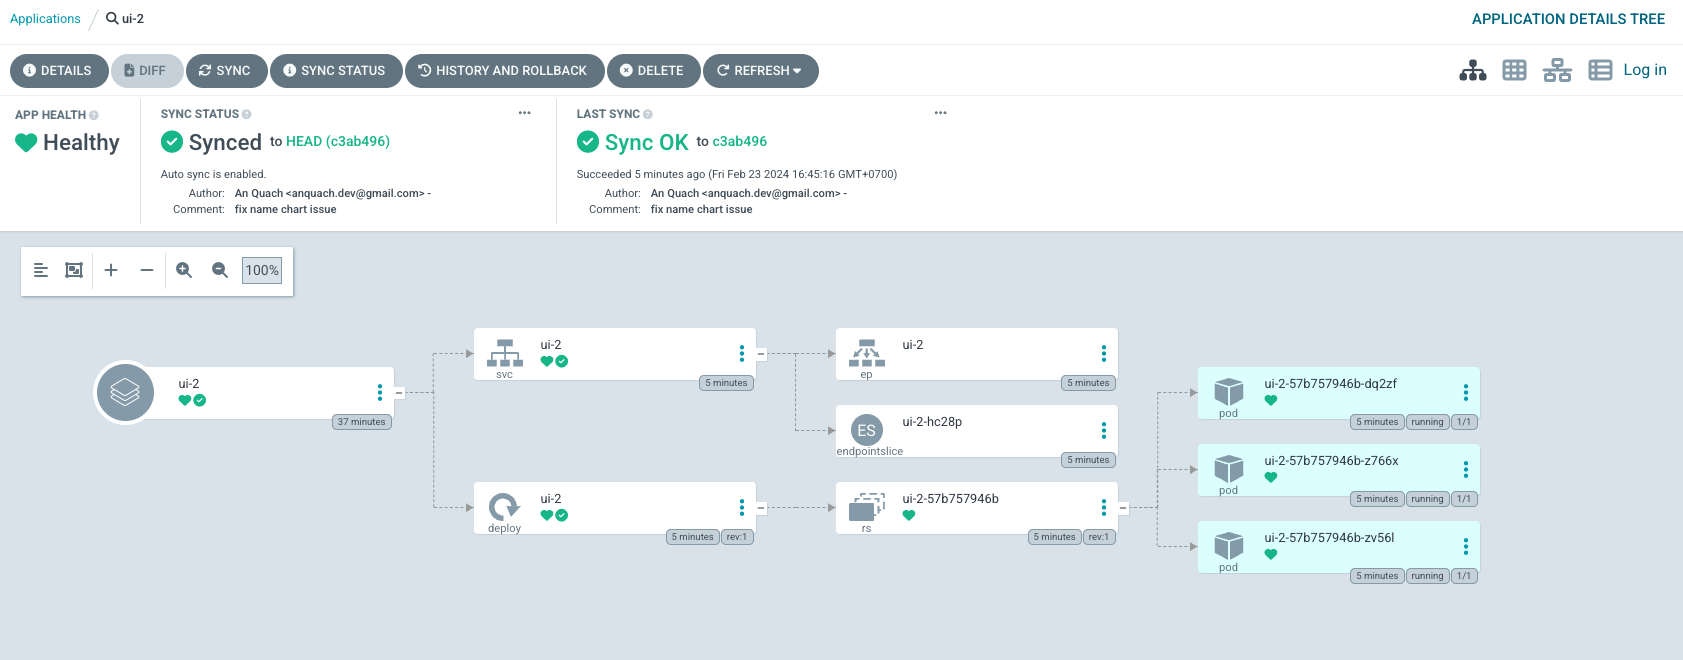 Applications / ui-2
APPLICATION DETAILS TREE
DETAILS DIFF SYNC SYNC STATUS HISTORY AND ROLLBACK DELETE REFRESH
Log in
APP HEALTH
Healthy
SYNC STATUS
Synced to HEAD (c3ab496)
Auto sync is enabled.
Author: An Quach <anquach.dev@gmail.com> -
Comment: fix name chart issue
LAST SYNC
Sync OK to c3ab496
Succeeded 5 minutes ago (Fri Feb 23 2024 16:45:16 GMT+0700)
Author: An Quach <anquach.dev@gmail.com> -
Comment: fix name chart issue
100%
ui-2
37 minutes
ui-2
svc
5 minutes
ui-2
deploy
5 minutes rev:1
ui-2
ep
5 minutes
ES
ui-2-hc28p
endpointslice
5 minutes
ui-2-57b757946b
rs
5 minutes rev:1
ui-2-57b757946b-dq2zf
pod
5 minutes running 1/1
ui-2-57b757946b-z766x
pod
5 minutes running 1/1
ui-2-57b757946b-zv56l
pod
5 minutes running 1/1